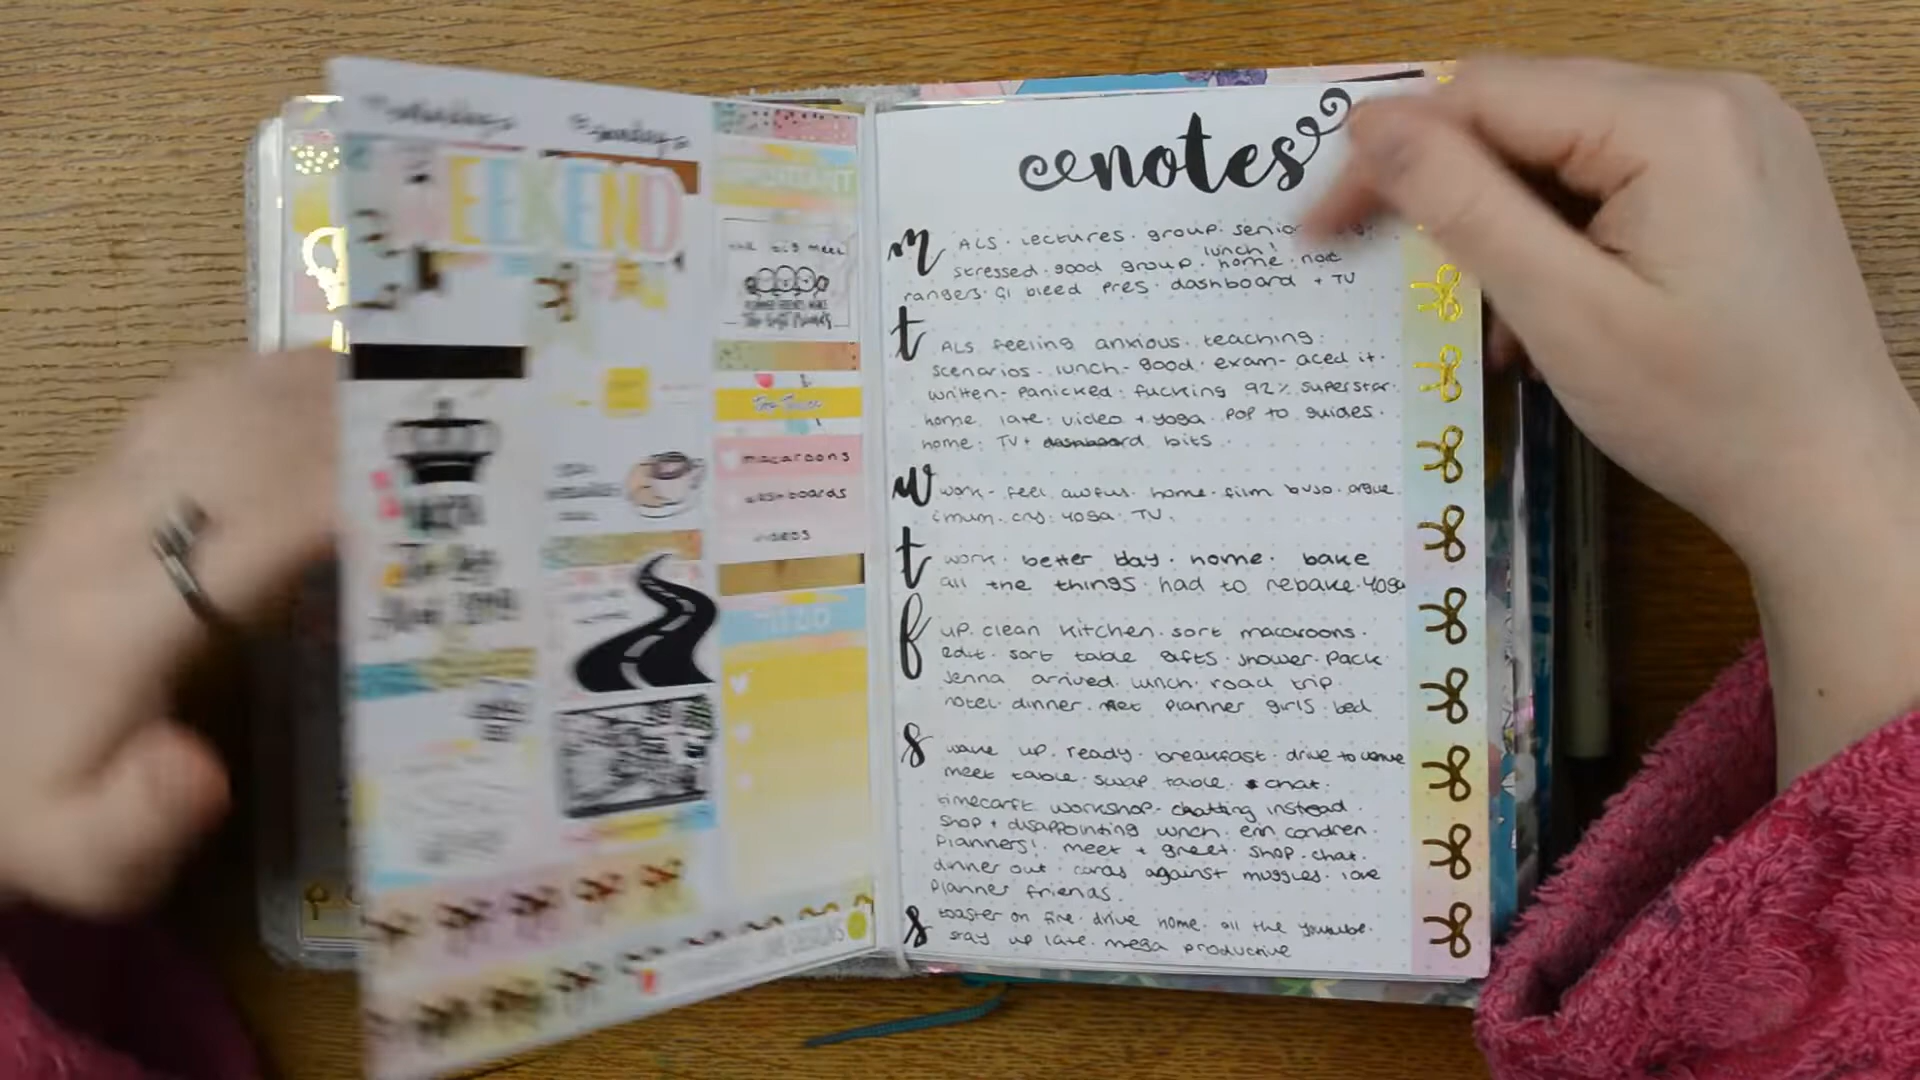 WEEKEND
the big meet
macaroons
dashboards
videos
TO DO
notes
m ALS. Lectures. group. senior
lunch!
stressed. good group. home. not
rangers. GI bleed pres. dashboard + TV
t ALS feeling anxious. teaching.
scenarios. lunch- good. exam- aced it.
written- panicked. fucking 92% superstar.
home late. video + yoga. pop to guides.
home. TV + dashboard bits.
w work- feel awful. home. film bujo. argue
mum. cry. yoga. TV.
t work. better day. home. bake
all the things. had to rebake. yoga
f up. clean kitchen. sort macaroons.
edit. sort table gifts. shower. pack.
Jenna arrived. lunch. road trip.
hotel. dinner. met planner girls. bed
s wake up. ready. breakfast. drive to venue
meet table. swap table. chat.
timecarft workshop. chatting instead.
shop + disappointing lunch. erin condren.
planners! meet + greet. shop. chat.
dinner out. cards against muggles. love
planner friends.
s toaster on fire. drive home. all the youtube.
stay up late. mega productive